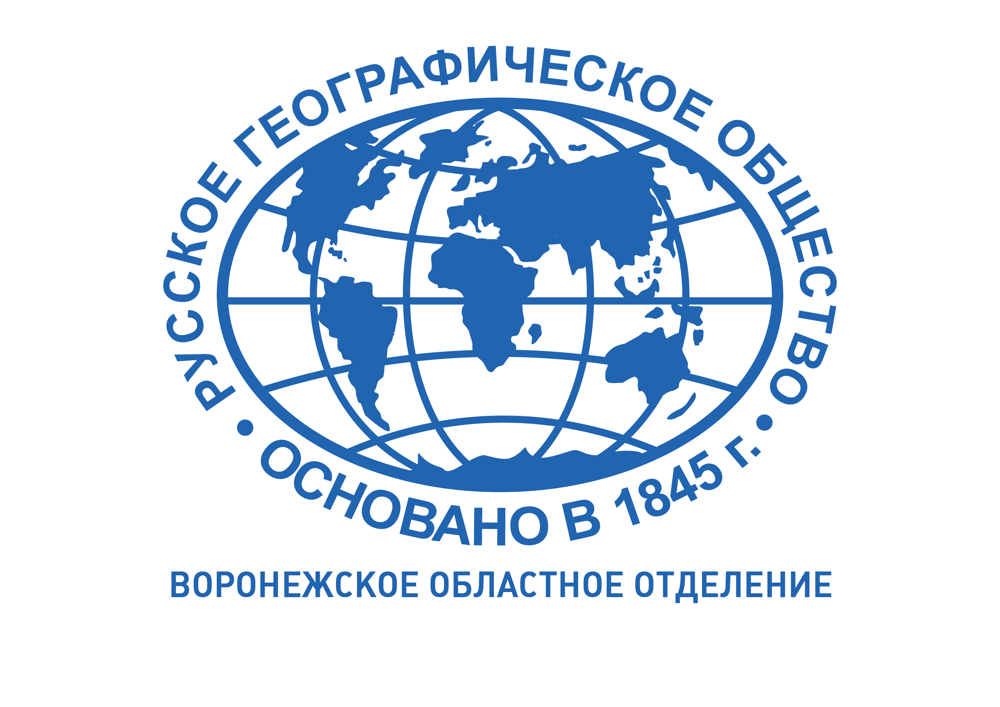 РУССКОЕ ГЕОГРАФИЧЕСКОЕ ОБЩЕСТВО
• ОСНОВАНО В 1845 Г. •
ВОРОНЕЖСКОЕ ОБЛАСТНОЕ ОТДЕЛЕНИЕ